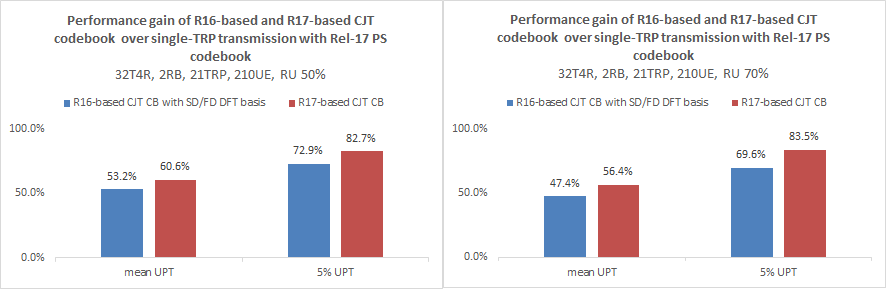 Performance gain of R16-based and R17-based CJT
codebook over single-TRP transmission with Rel-17 PS
codebook
32T4R, 2RB, 21TRP, 210UE, RU 50%
R16-based CJT CB with SD/FD DFT basis
R17-based CJT CB
100.0%
50.0%
0.0%
53.2%
60.6%
72.9%
82.7%
mean UPT
5% UPT
Performance gain of R16-based and R17-based CJT
codebook over single-TRP transmission with Rel-17 PS
codebook
32T4R, 2RB, 21TRP, 210UE, RU 70%
R16-based CJT CB with SD/FD DFT basis
R17-based CJT CB
100.0%
50.0%
0.0%
47.4%
56.4%
69.6%
83.5%
mean UPT
5% UPT